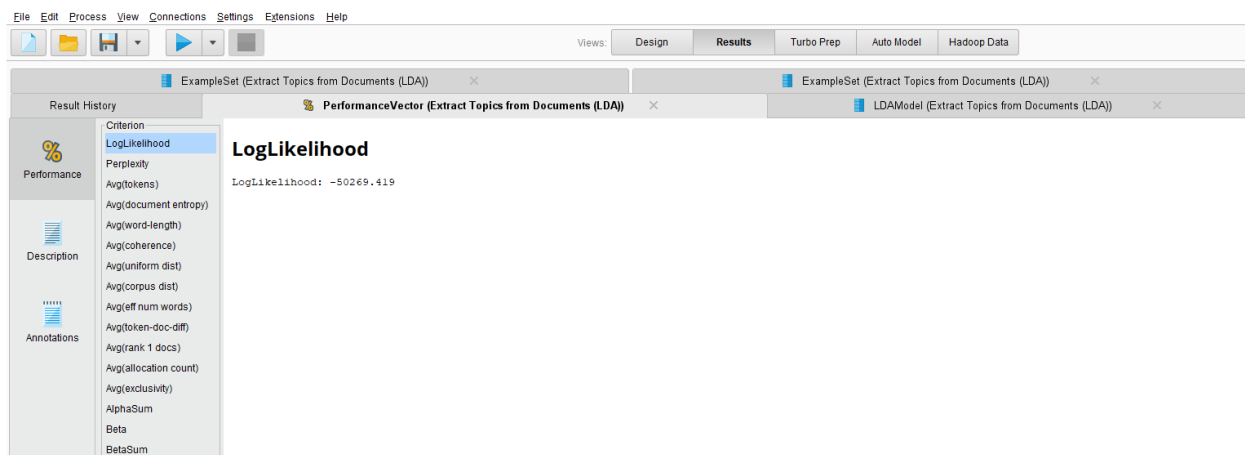 File Edit Process View Connections Settings Extensions Help
Views: Design Results Turbo Prep Auto Model Hadoop Data
ExampleSet (Extract Topics from Documents (LDA)) ExampleSet (Extract Topics from Documents (LDA))
Result History PerformanceVector (Extract Topics from Documents (LDA)) LDAModel (Extract Topics from Documents (LDA))
%
Performance
Description
Annotations
Criterion
LogLikelihood
Perplexity
Avg(tokens)
Avg(document entropy)
Avg(word-length)
Avg(coherence)
Avg(uniform dist)
Avg(corpus dist)
Avg(eff num words)
Avg(token-doc-diff)
Avg(rank 1 docs)
Avg(allocation count)
Avg(exclusivity)
AlphaSum
Beta
BetaSum
LogLikelihood
LogLikelihood: -50269.419